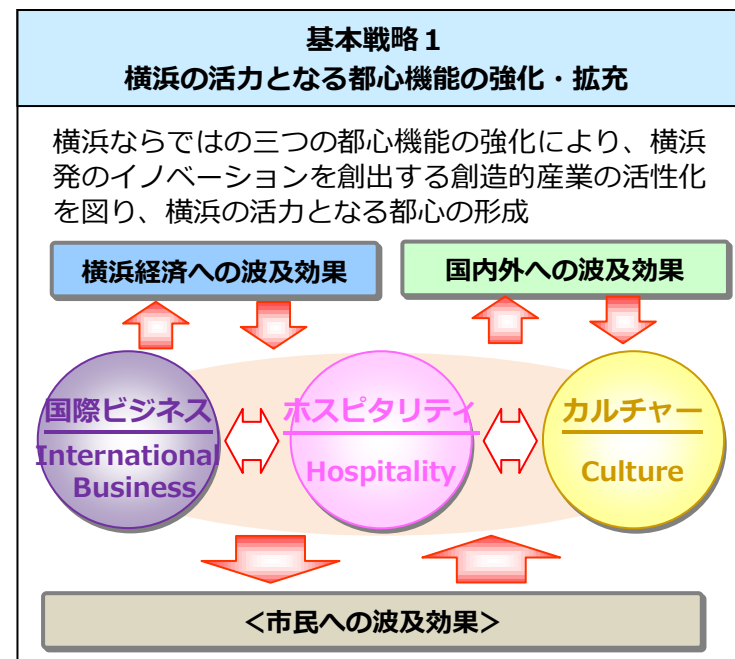 基本戦略1
横浜の活力となる都心機能の強化・拡充
横浜ならではの三つの都心機能の強化により、横浜
発のイノベーションを創出する創造的産業の活性化
を図り、横浜の活力となる都心の形成
横浜経済への波及効果
国内外への波及効果
国際ビジネス
International
Business
ホスピタリティ
Hospitality
カルチャー
Culture
<市民への波及効果>